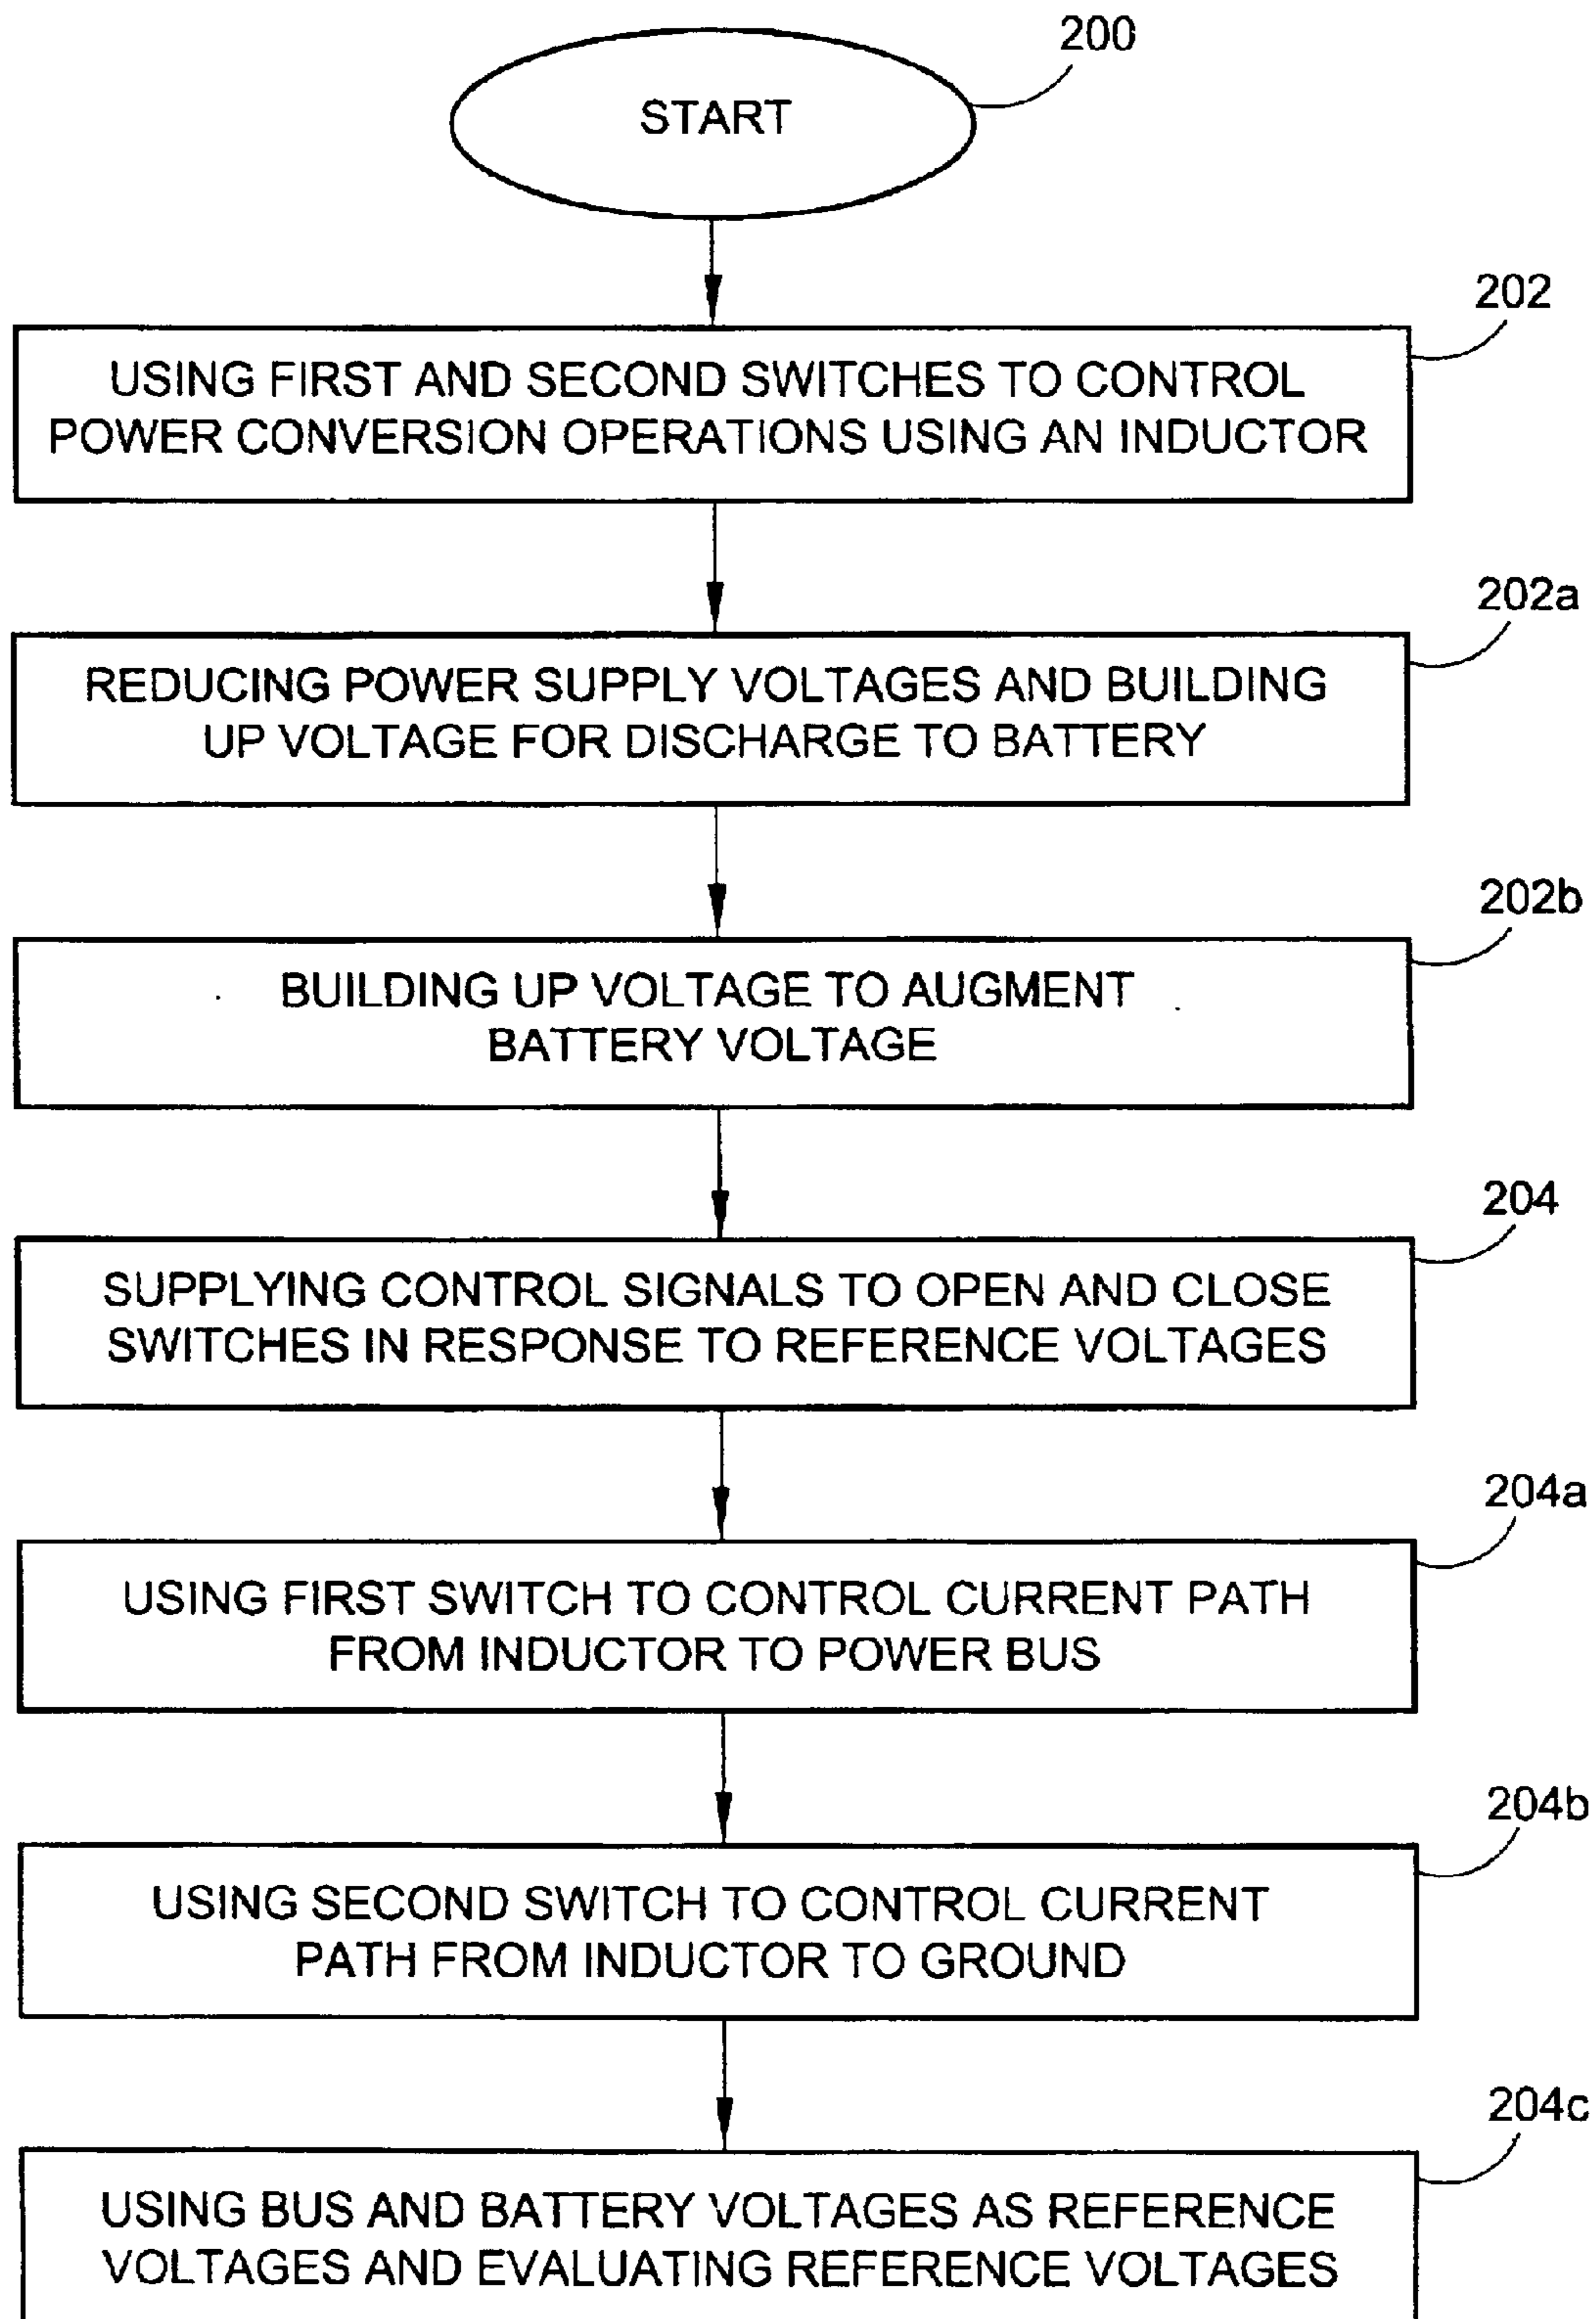 200
START
202
USING FIRST AND SECOND SWITCHES TO CONTROL
POWER CONVERSION OPERATIONS USING AN INDUCTOR
202a
REDUCING POWER SUPPLY VOLTAGES AND BUILDING
UP VOLTAGE FOR DISCHARGE TO BATTERY
202b
BUILDING UP VOLTAGE TO AUGMENT
BATTERY VOLTAGE
204
SUPPLYING CONTROL SIGNALS TO OPEN AND CLOSE
SWITCHES IN RESPONSE TO REFERENCE VOLTAGES
204a
USING FIRST SWITCH TO CONTROL CURRENT PATH
FROM INDUCTOR TO POWER BUS
204b
USING SECOND SWITCH TO CONTROL CURRENT
PATH FROM INDUCTOR TO GROUND
204c
USING BUS AND BATTERY VOLTAGES AS REFERENCE
VOLTAGES AND EVALUATING REFERENCE VOLTAGES